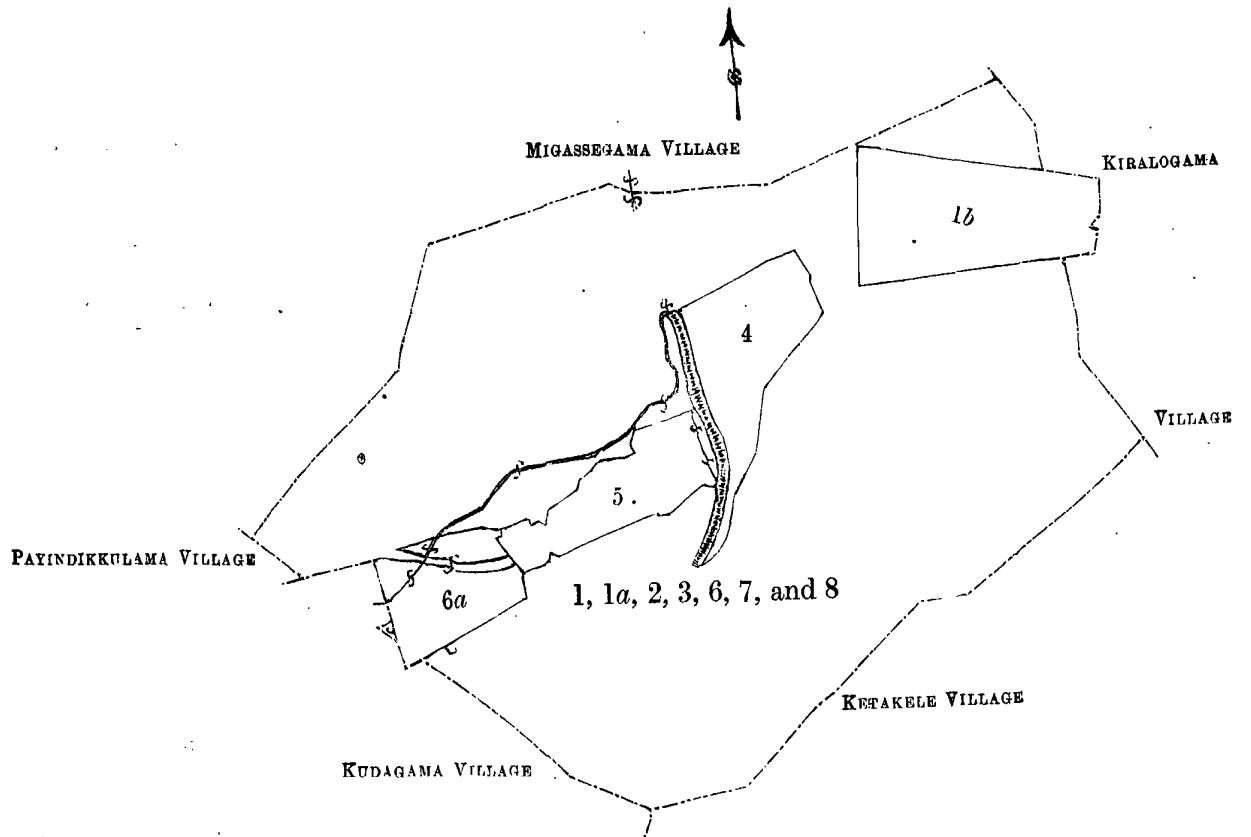 MIGASSEGAMA VILLAGE
KIRALOGAMA
1b
4
VILLAGE
5.
PAYINDIKKULAMA VILLAGE
6a
1, 1a, 2, 3, 6, 7, and 8
KETAKELE VILLAGE
KUDAGAMA VILLAGE